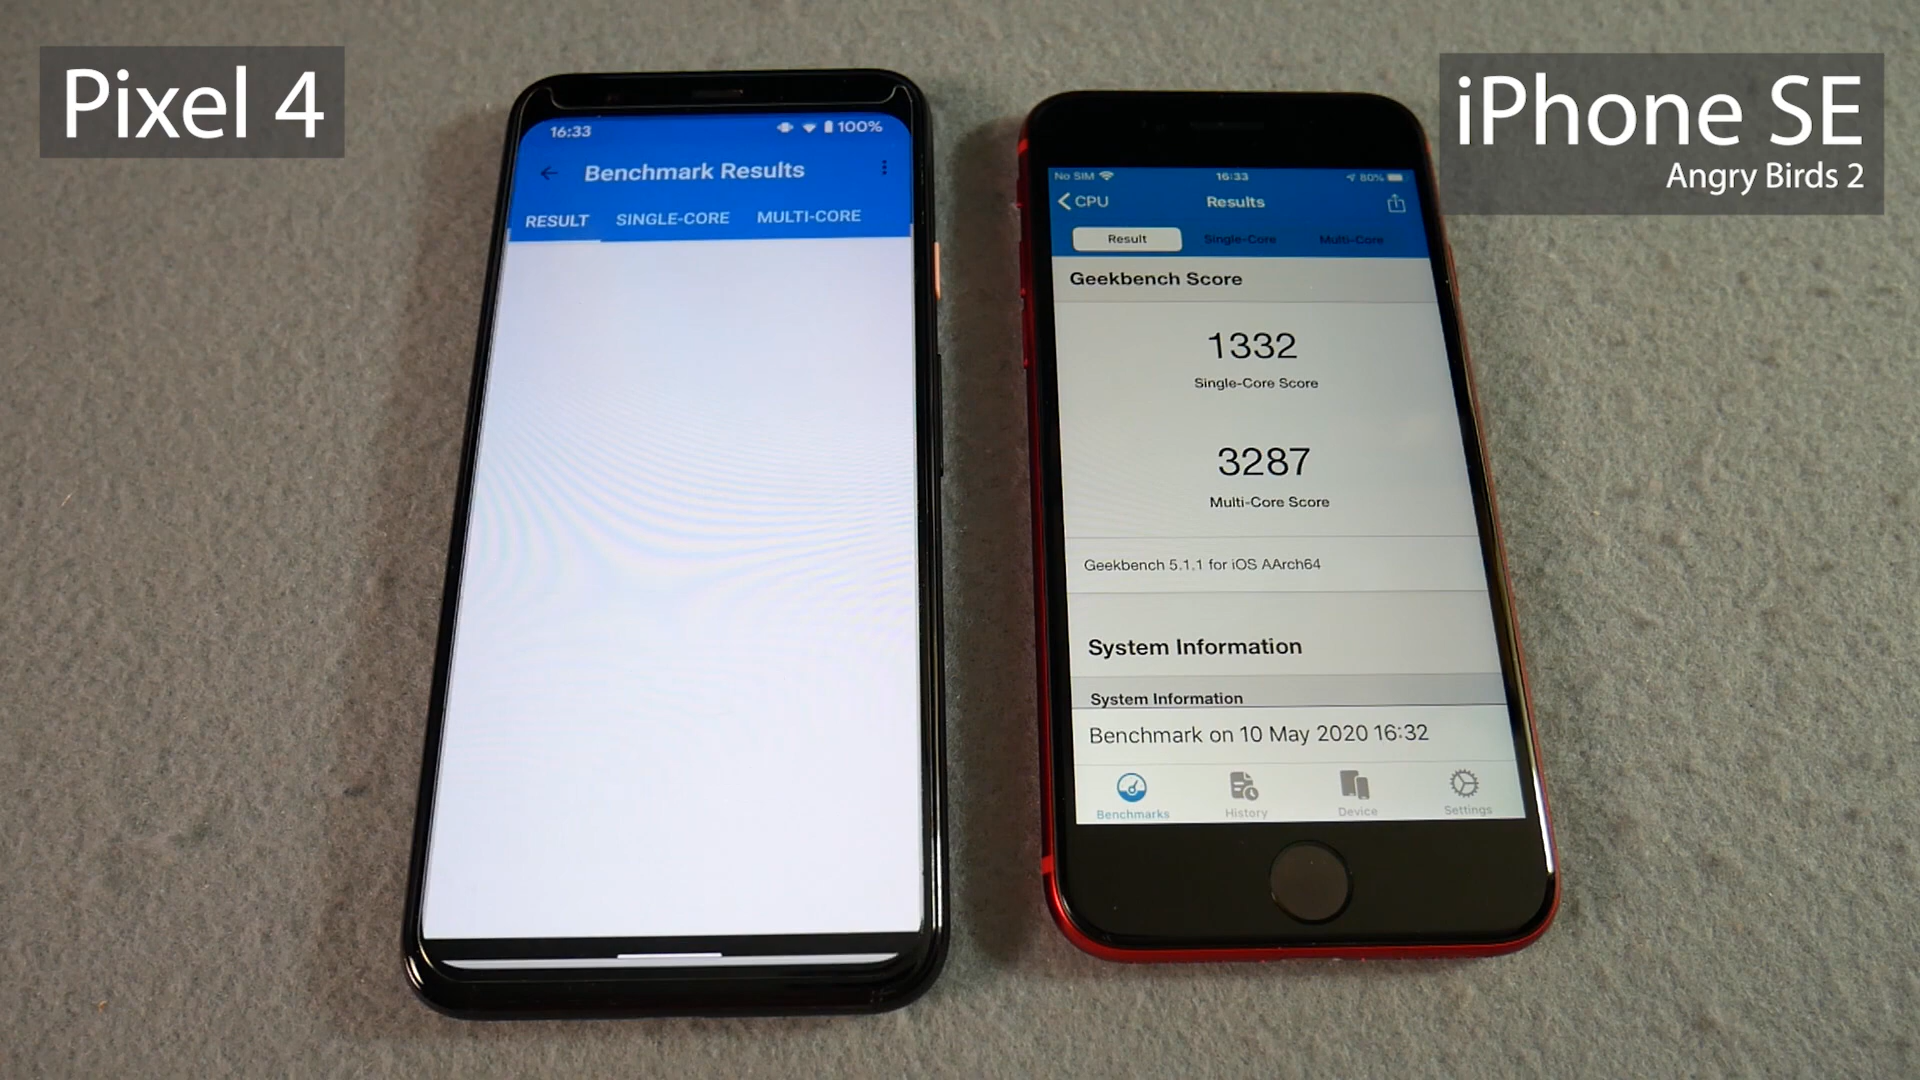 Pixel 4
iPhone SE
Angry Birds 2
16:33
100%
Benchmark Results
RESULT SINGLE-CORE MULTI-CORE
No SIM 16:33 80%
CPU Results
Result Single-Core Multi-Core
Geekbench Score
1332
Single-Core Score
3287
Multi-Core Score
Geekbench 5.1.1 for iOS AArch64
System Information
System Information
Benchmark on 10 May 2020 16:32
Benchmarks History Device Settings